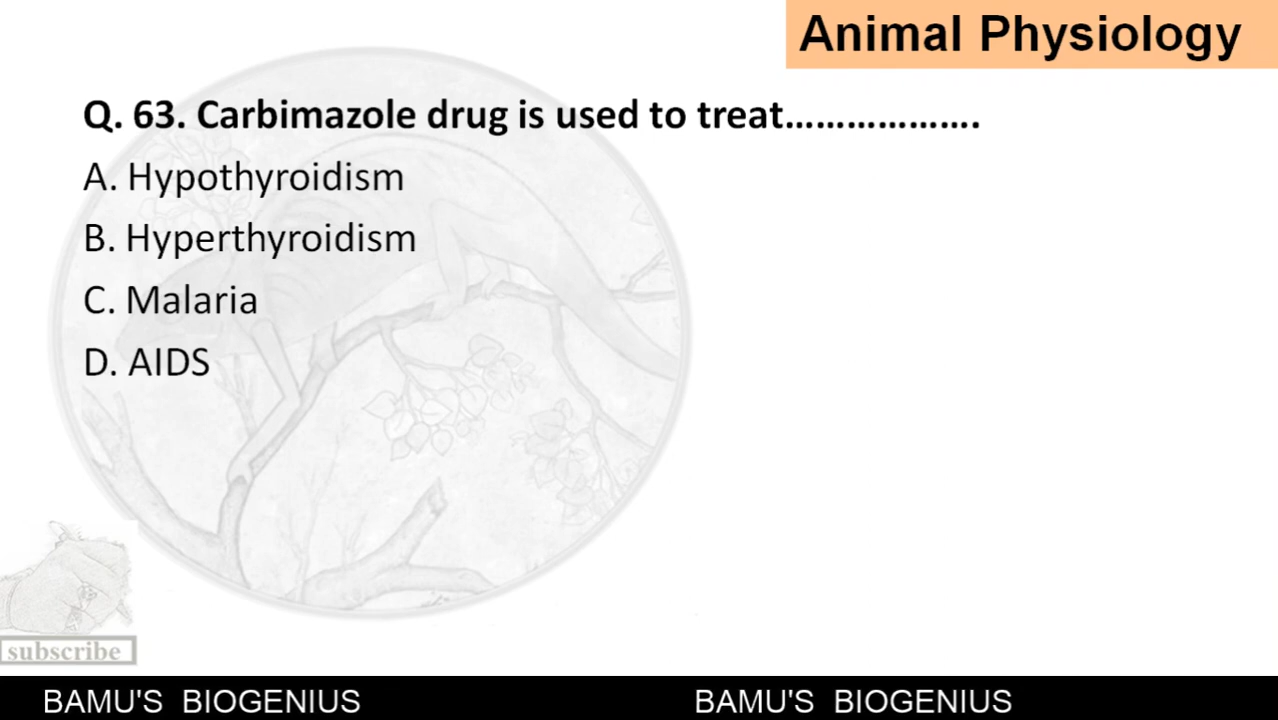 Animal Physiology
Q. 63. Carbimazole drug is used to treat……………….
A. Hypothyroidism
B. Hyperthyroidism
C. Malaria
D. AIDS
subscribe
BAMU'S BIOGENIUS BAMU'S BIOGENIUS